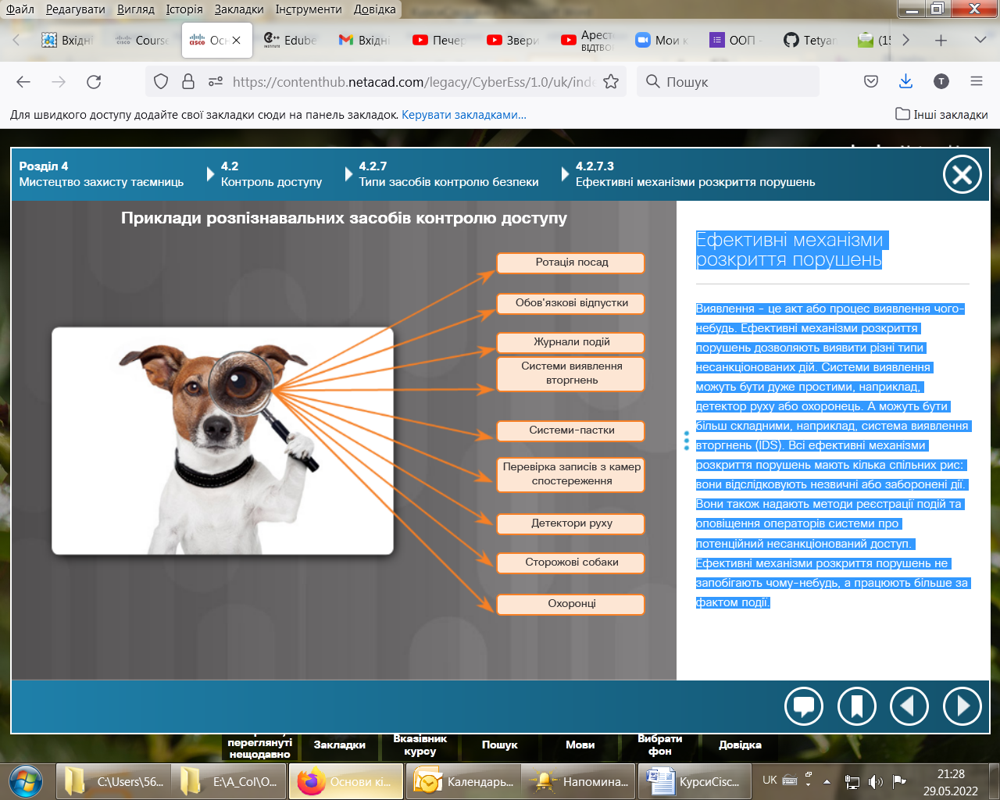 Файл Редагувати Вигляд Історія Закладки Інструменти Довідка
Вхідні Course cisco Осн Edube Вхідні Печер Звери Арест ВІДТВО Мои к ООП - Tetyan (15
https://contenthub.netacad.com/legacy/CyberEss/1.0/uk/inde Пошук T
Для швидкого доступу додайте свої закладки сюди на панель закладок. Керувати закладками... Інші закладки
Розділ 4 4.2 4.2.7 4.2.7.3
Мистецтво захисту таємниць Контроль доступу Типи засобів контролю безпеки Ефективні механізми розкриття порушень
Приклади розпізнавальних засобів контролю доступу
Ротація посад
Обов'язкові відпустки
Журнали подій
Системи виявлення
вторгнень
Системи-пастки
Перевірка записів з камер
спостереження
Детектори руху
Сторожові собаки
Охоронці
Ефективні механізми
розкриття порушень
Виявлення - це акт або процес виявлення чого-
небудь. Ефективні механізми розкриття
порушень дозволяють виявити різні типи
несанкціонованих дій. Системи виявлення
можуть бути дуже простими, наприклад,
детектор руху або охоронець. А можуть бути
більш складними, наприклад, система виявлення
вторгнень (IDS). Всі ефективні механізми
розкриття порушень мають кілька спільних рис:
вони відслідковують незвичні або заборонені дії.
Вони також надають методи реєстрації подій та
оповіщення операторів системи про
потенційний несанкціонований доступ.
Ефективні механізми розкриття порушень не
запобігають чому-небудь, а працюють більше за
фактом події.
переглянуті
нещодавно
Закладки
Вказівник
курсу
Пошук
Мови
Вибрати
фон
Довідка
C:\Users\56... E:\A_Col\O... Основи кі... Календарь... Напомина... КурсиCisc... UK 21:28
29.05.2022